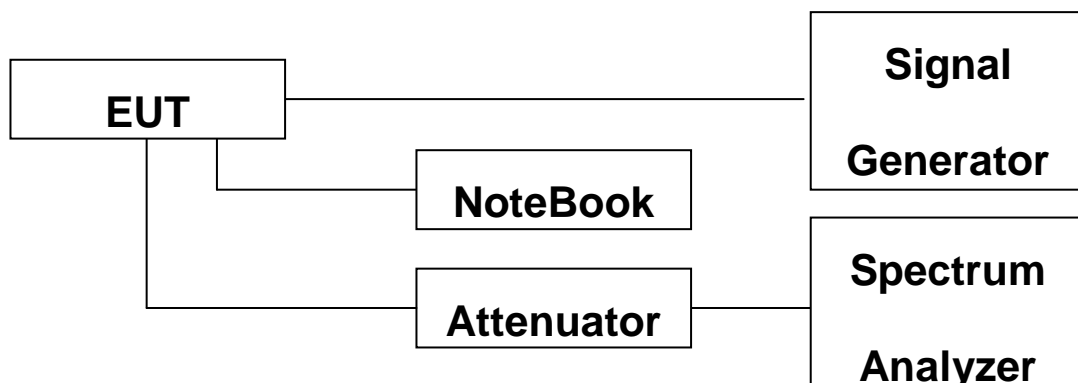 EUT
Signal
Generator
NoteBook
Attenuator
Spectrum
Analyzer